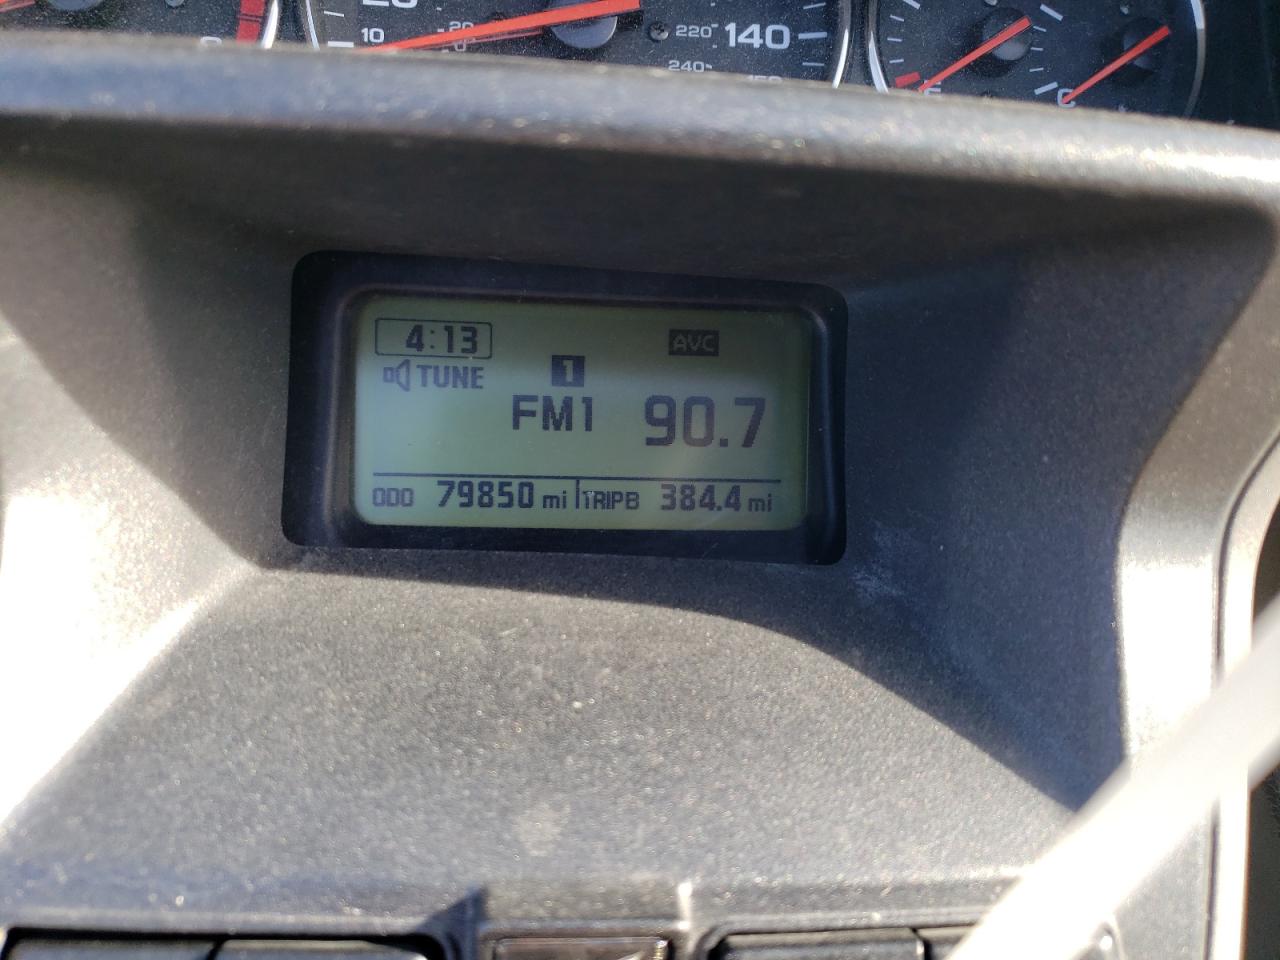 10
20
220
140
240
F
C
4:13
AVC
TUNE
1
FM1 90.7
ODO 79850 mi TRIP B 384.4 mi